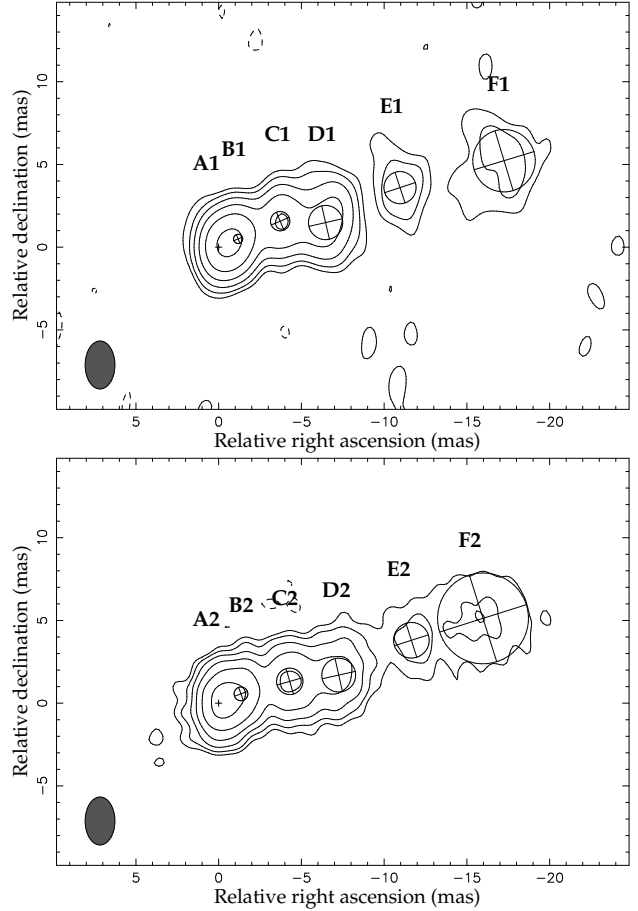 10
5
0
−5
Relative declination (mas)
A1
B1
C1
D1
E1
F1
5
0
−5
−10
−15
−20
Relative right ascension (mas)
10
5
0
−5
Relative declination (mas)
A2
B2
C2
D2
E2
F2
5
0
−5
−10
−15
−20
Relative right ascension (mas)